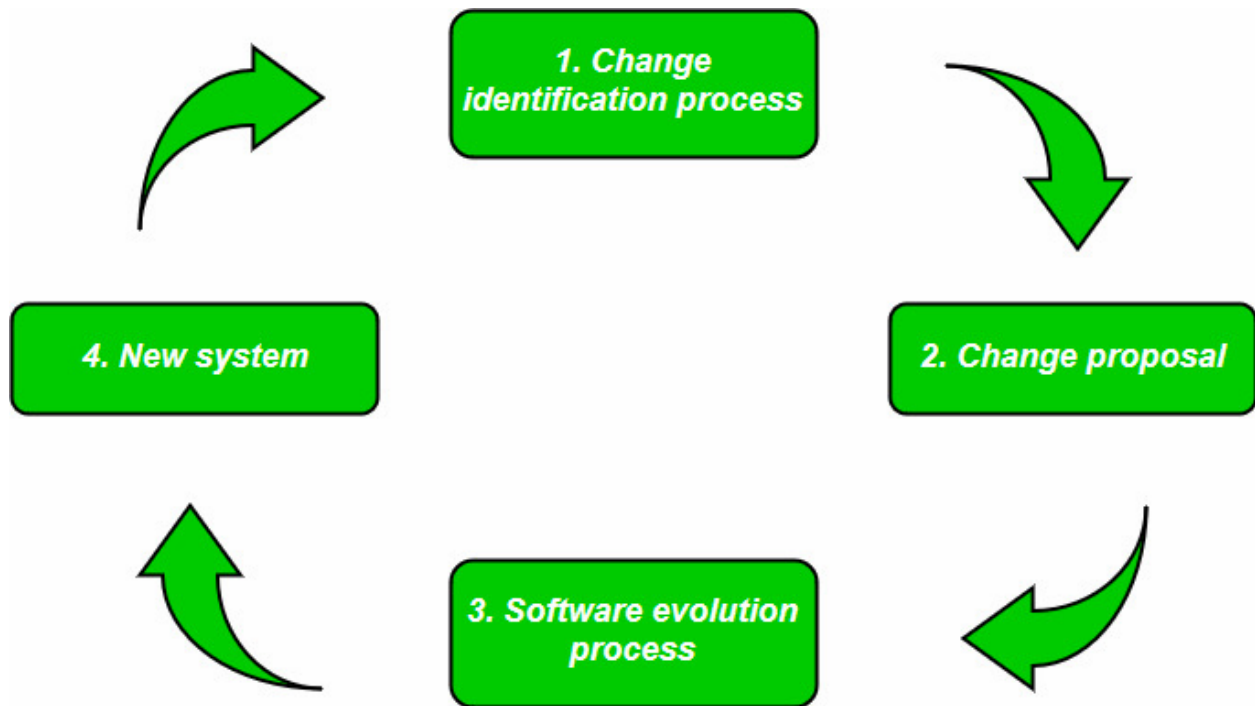 1. Change
identification process
2. Change proposal
3. Software evolution
process
4. New system